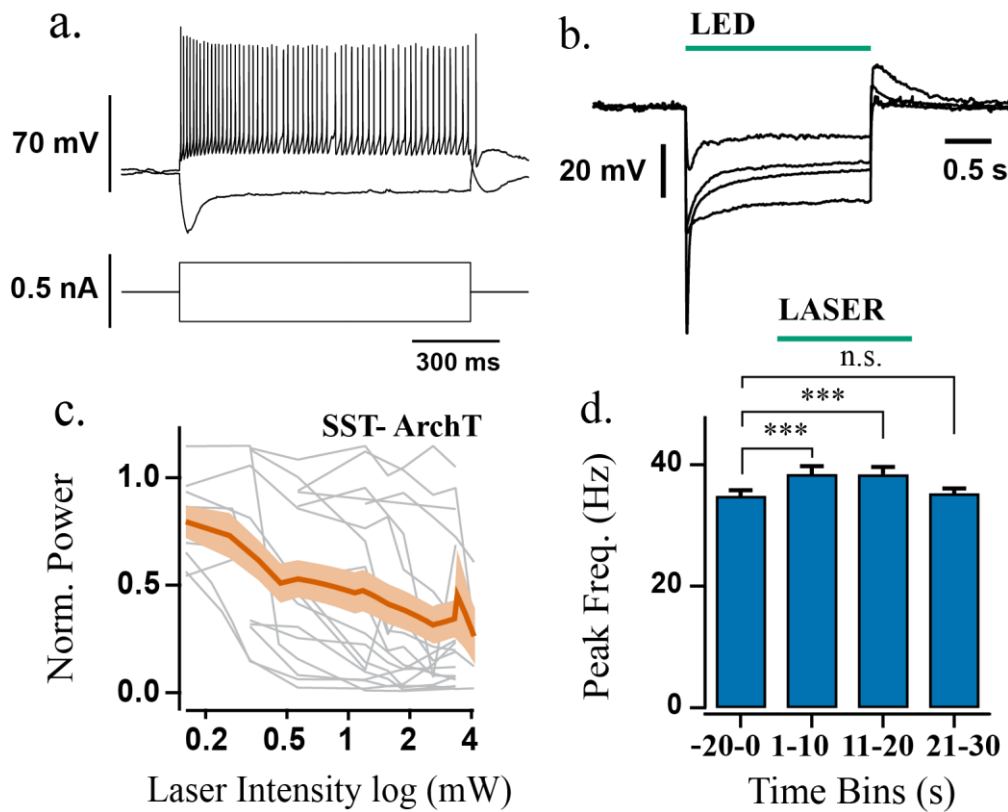 a.
70 mV
0.5 nA
300 ms
b.
LED
20 mV
0.5 s
c.
SST- ArchT
Norm. Power
1.0
0.5
0.0
0.2 0.5 1 2 4
Laser Intensity log (mW)
LASER
d.
n.s.
***
***
Peak Freq. (Hz)
40
20
0
-20-0 1-10 11-20 21-30
Time Bins (s)